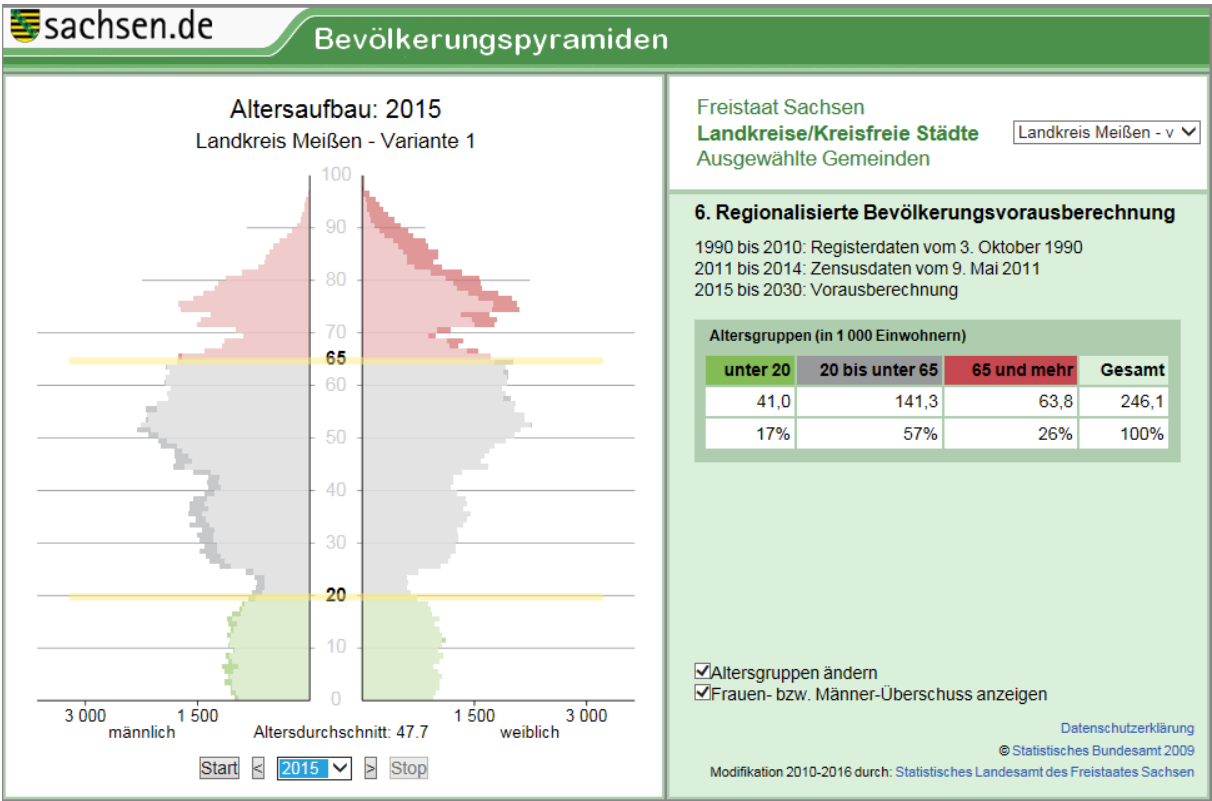 sachsen.de
Bevölkerungspyramiden
Altersaufbau: 2015
Landkreis Meißen - Variante 1
100
90
80
70
65
60
50
40
30
20
10
0
3 000
1 500
1 500
3 000
männlich
Altersdurchschnitt: 47.7
weiblich
Start < 2015 > Stop
Freistaat Sachsen
Landkreise/Kreisfreie Städte
Landkreis Meißen - v
Ausgewählte Gemeinden
6. Regionalisierte Bevölkerungsvorausberechnung
1990 bis 2010: Registerdaten vom 3. Oktober 1990
2011 bis 2014: Zensusdaten vom 9. Mai 2011
2015 bis 2030: Vorausberechnung
Altersgruppen (in 1 000 Einwohnern)
unter 20 20 bis unter 65 65 und mehr Gesamt
41,0 141,3 63,8 246,1
17% 57% 26% 100%
Altersgruppen ändern
Frauen- bzw. Männer-Überschuss anzeigen
Datenschutzerklärung
© Statistisches Bundesamt 2009
Modifikation 2010-2016 durch: Statistisches Landesamt des Freistaates Sachsen